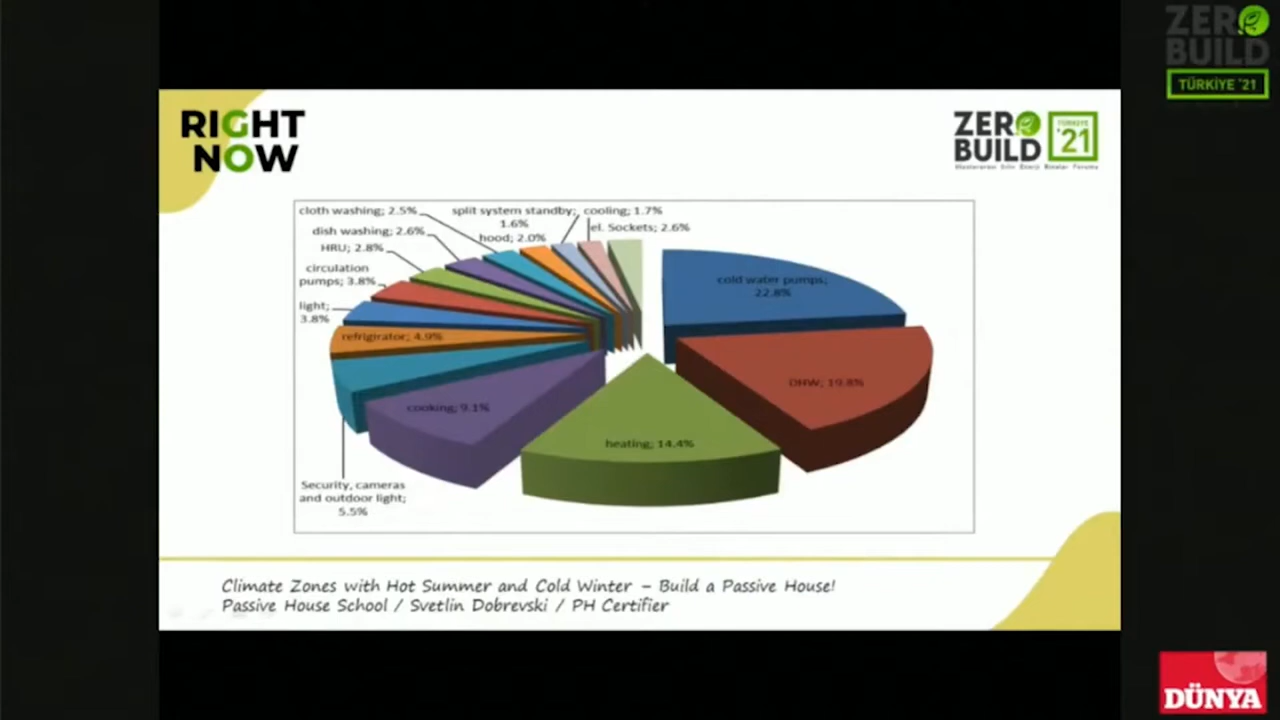 ZERO
BUILD
TÜRKİYE '21
RIGHT
NOW
ZERO
BUILD
TÜRKİYE
'21
cloth washing; 2.5%
split system standby;
1.6%
cooling; 1.7%
dish washing; 2.6%
hood; 2.0%
el. Sockets; 2.6%
HRU; 2.8%
circulation
pumps; 3.8%
light;
3.8%
refrigirator; 4.9%
cold water pumps;
22.8%
DHW; 19.8%
cooking; 9.1%
heating; 14.4%
Security, cameras
and outdoor light;
5.5%
Climate Zones with Hot Summer and Cold Winter – Build a Passive House!
Passive House School / Svetlin Dobrevski / PH Certifier
DÜNYA